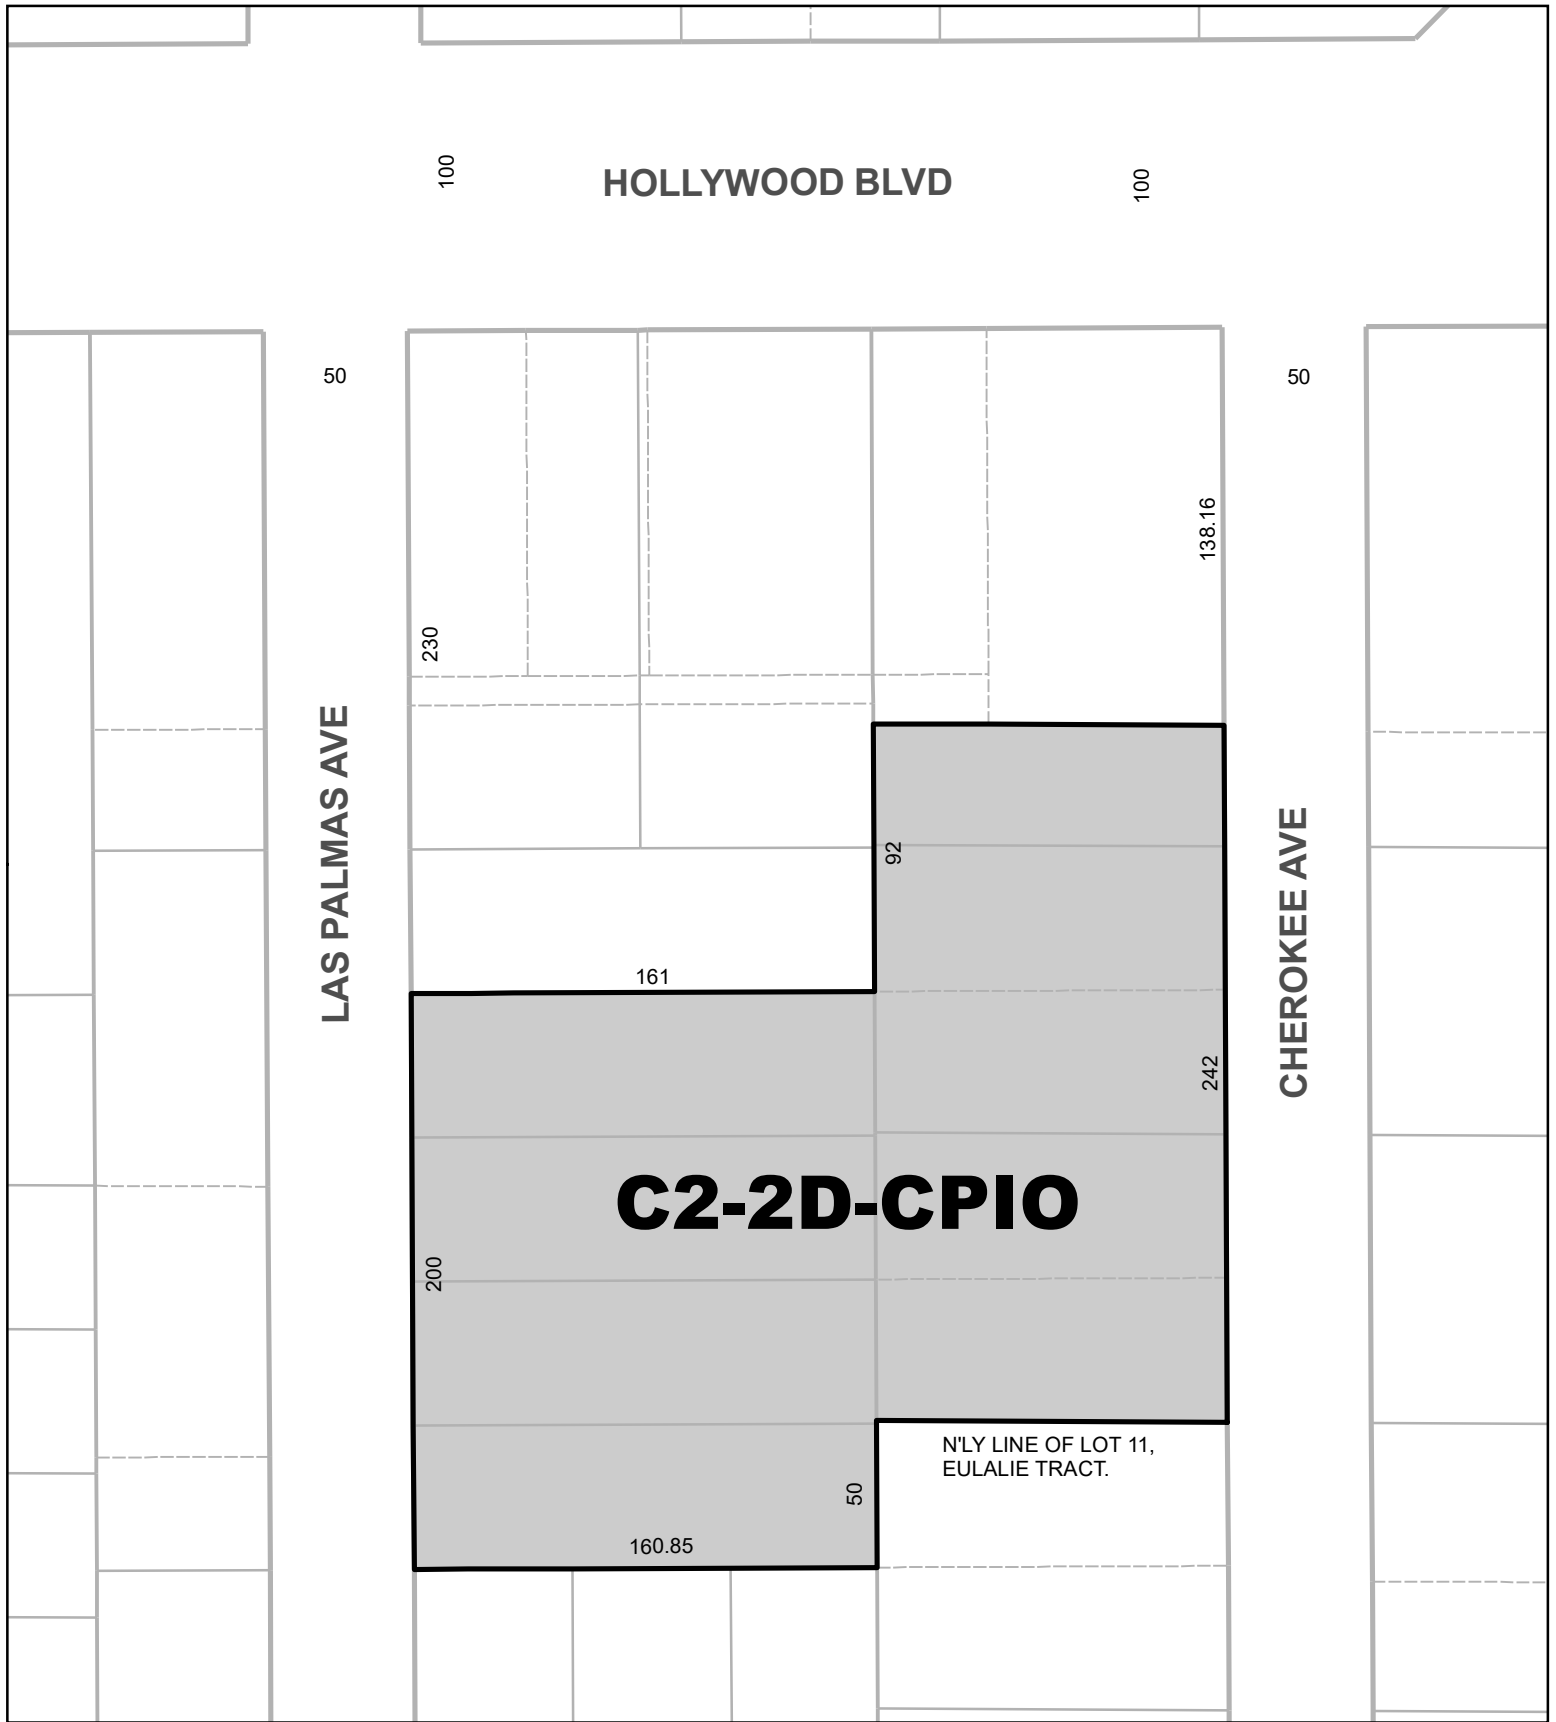 100
HOLLYWOOD BLVD
100
50
50
138.16
230
LAS PALMAS AVE
92
CHEROKEE AVE
161
242
C2-2D-CPIO
200
N'LY LINE OF LOT 11,
EULALIE TRACT.
50
160.85